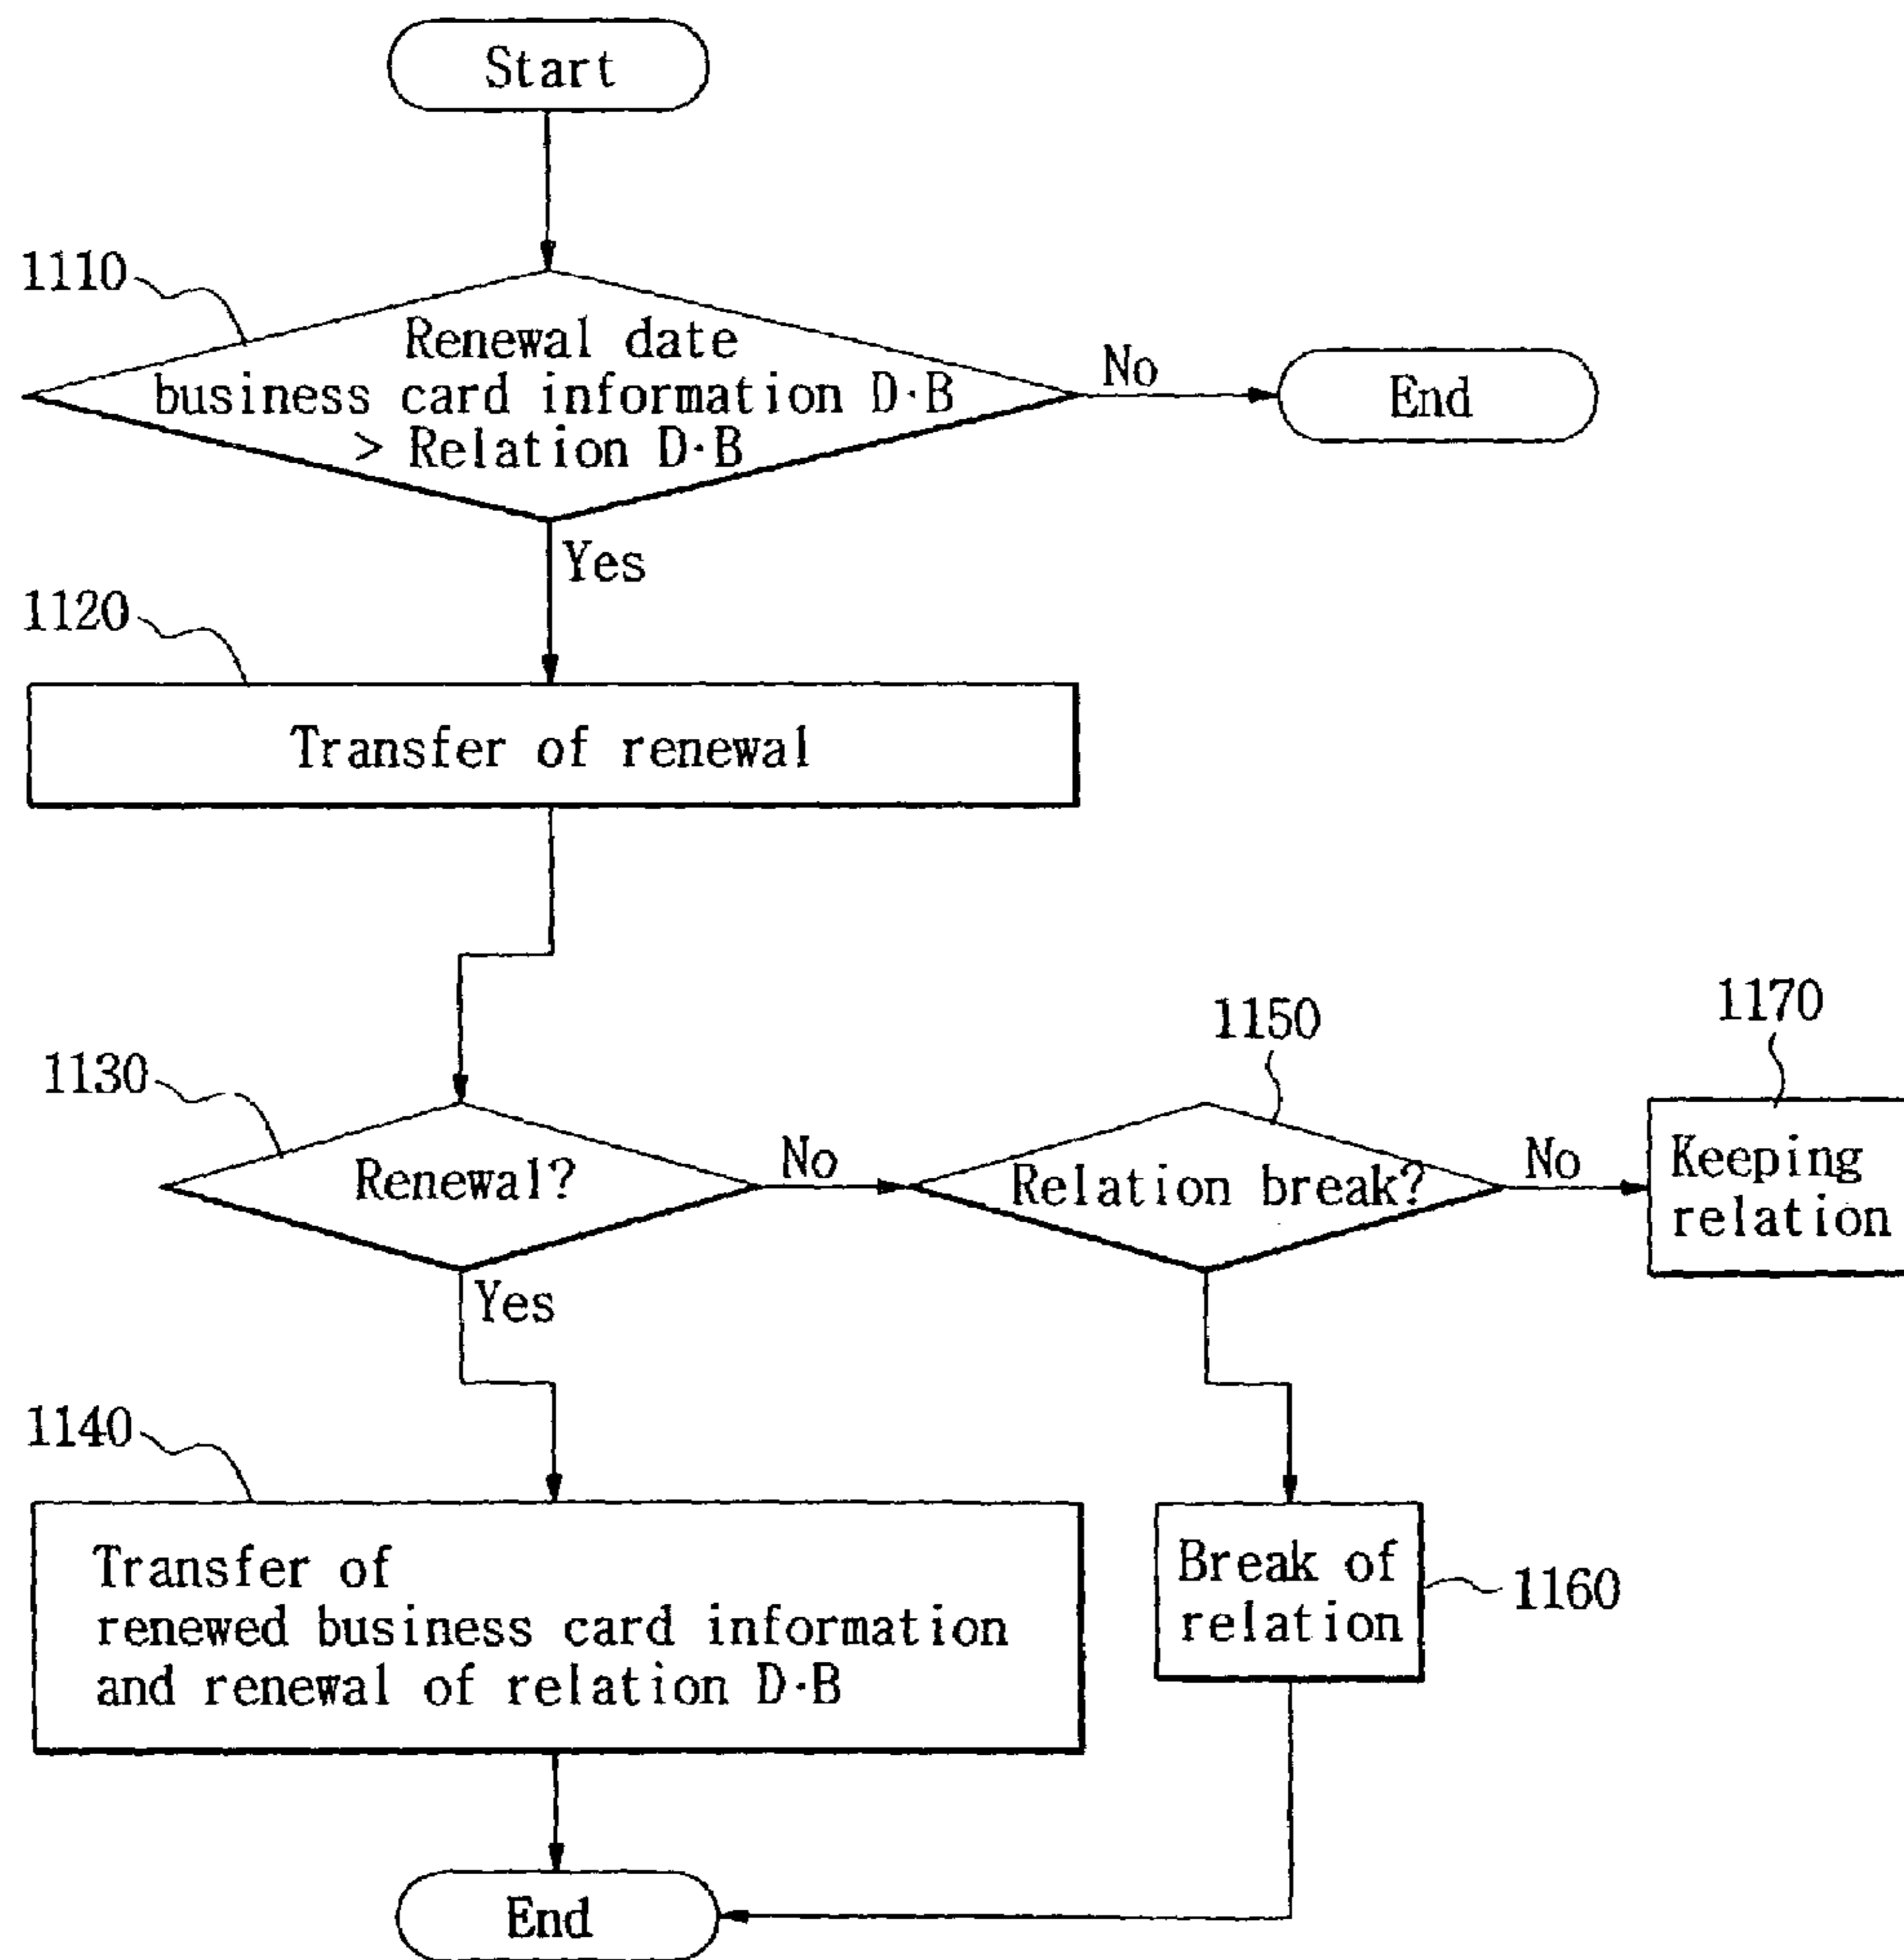 Start
1110
Renewal date
business card information D·B
> Relation D·B
No
End
Yes
1120
Transfer of renewal
1130
Renewal?
No
1150
Relation break?
No
1170
Keeping
relation
Yes
1140
Transfer of
renewed business card information
and renewal of relation D·B
Break of
relation
1160
End